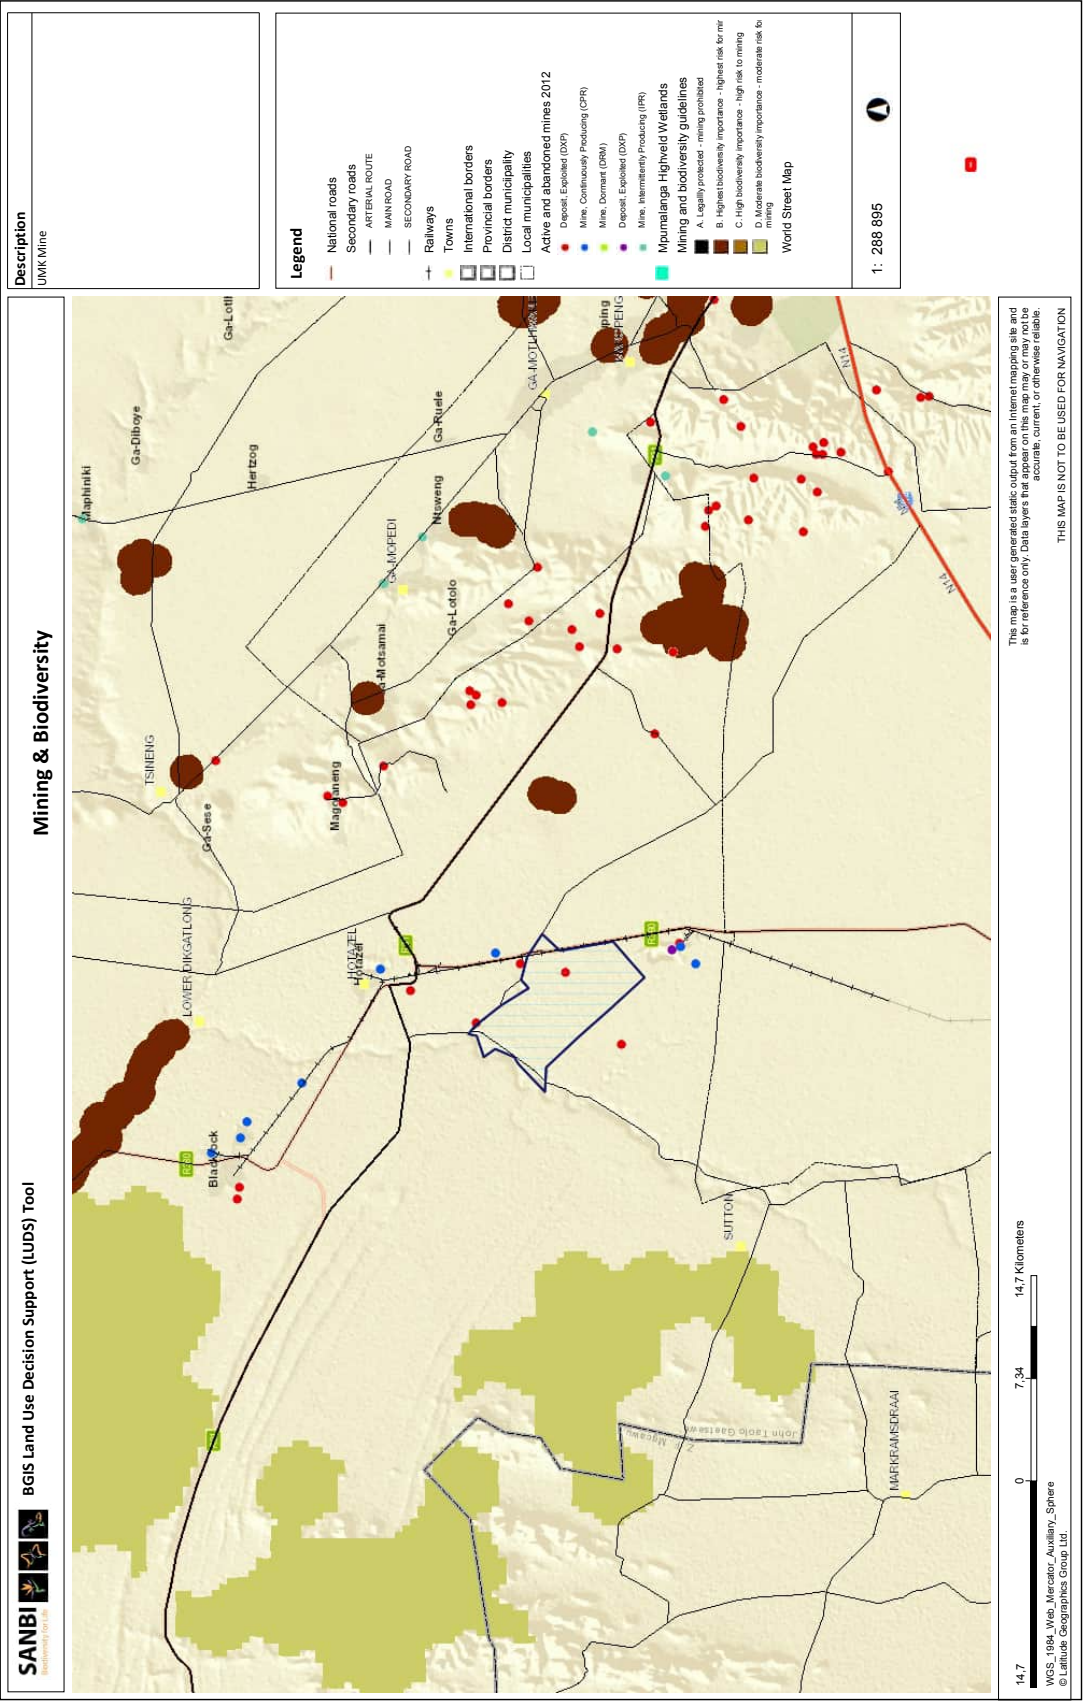 SANBI
Biodiversity for Life
BGIS Land Use Decision Support (LUDS) Tool
Mining & Biodiversity
Description
UMK Mine
Legend
National roads
Secondary roads
ARTERIAL ROUTE
MAIN ROAD
SECONDARY ROAD
Railways
Towns
International borders
Provincial borders
District municiipality
Local municipalities
Active and abandoned mines 2012
Deposit, Exploited (DXP)
Mine, Continuously Producing (CPR)
Mine, Dormant (DRM)
Deposit, Exploited (DXP)
Mine, Intermittently Producing (IPR)
Mpumalanga Highveld Wetlands
Mining and biodiversity guidelines
A. Legallly protected - mining prohibited
B. Highest biodiversity importance - highest risk for mir
C. High biodiversity importance - high risk to mining
D. Moderate biodiversity importance - moderate risk fo
mining
World Street Map
1: 288 895
Maphiniki
Ga-Diboye
Ga-Lotl
Hertzog
TSINENG
Ga-Sese
LOWER DIKGATLONG
R380
Blackrock
Magojaneng
a-Motsamai
GA-MOPEDI
Ntsweng
Ga-Ruele
Ga-Lotolo
GA-MOTLHWARE
HOTAZEL
Hotazel
R380
N14
N14
SUTTON
Z F Mgcawu
John Taolo Gaetsewe
MARKRAMSDRAAI
14,7
0
7,34
14,7 Kilometers
WGS_1984_Web_Mercator_Auxiliary_Sphere
© Latitude Geographics Group Ltd.
This map is a user generated static output from an Internet mapping site and
is for reference only. Data layers that appear on this map may or may not be
accurate, current, or otherwise reliable.
THIS MAP IS NOT TO BE USED FOR NAVIGATION